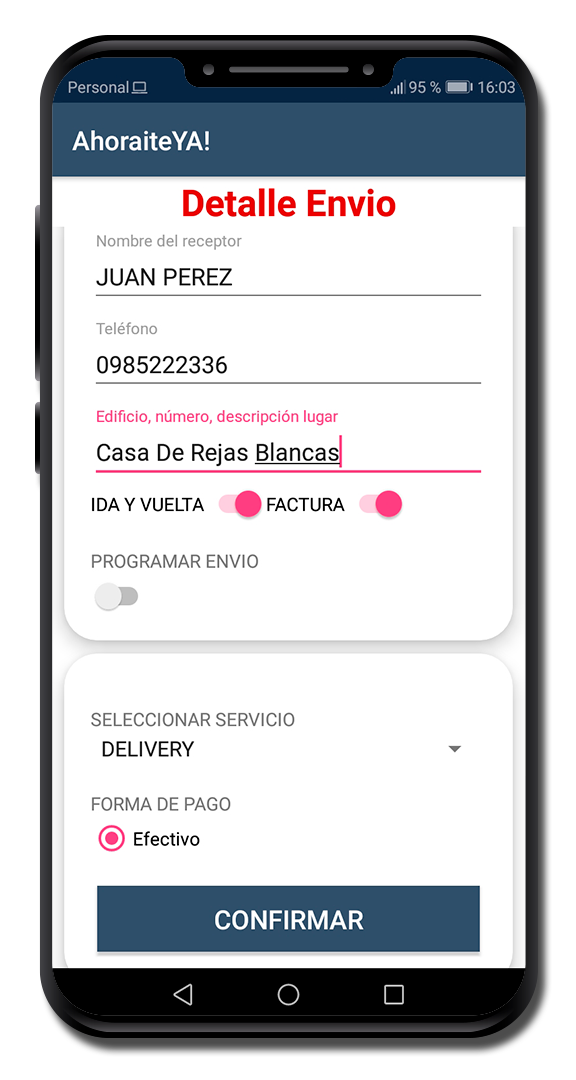 Personal 95 % 16:03
AhoraiteYA!
Detalle Envio
Nombre del receptor
JUAN PEREZ
Teléfono
0985222336
Edificio, número, descripción lugar
Casa De Rejas Blancas
IDA Y VUELTA FACTURA
PROGRAMAR ENVIO
SELECCIONAR SERVICIO
DELIVERY
FORMA DE PAGO
Efectivo
CONFIRMAR